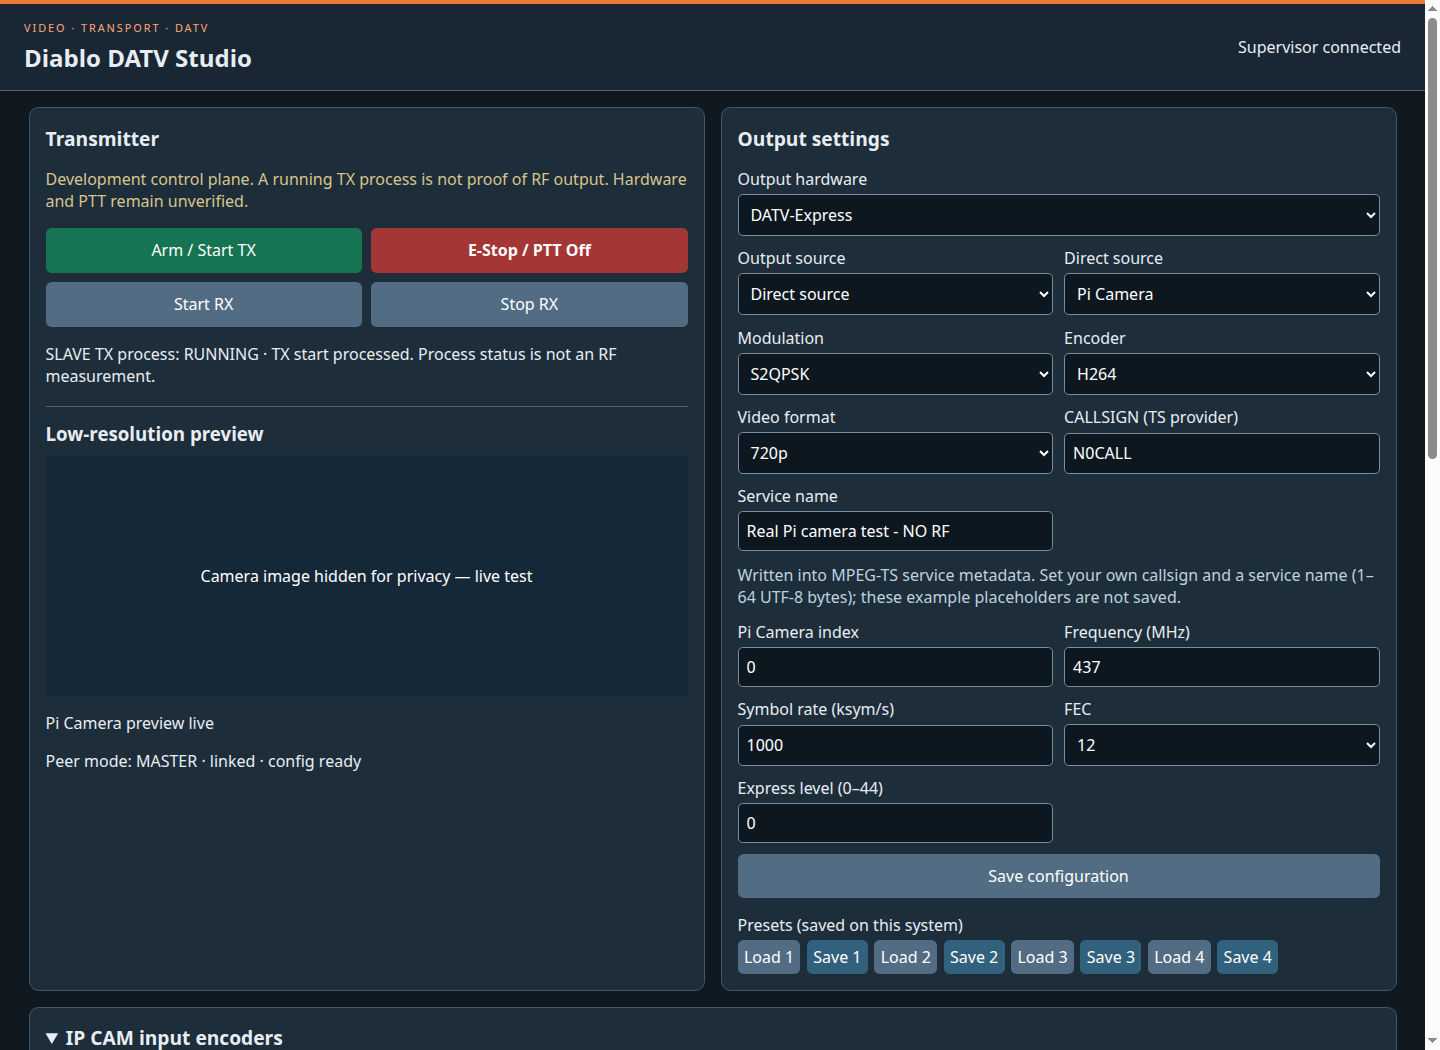 VIDEO · TRANSPORT · DATV
Diablo DATV Studio
Supervisor connected
Transmitter
Development control plane. A running TX process is not proof of RF output. Hardware
and PTT remain unverified.
Arm / Start TX
E-Stop / PTT Off
Start RX
Stop RX
SLAVE TX process: RUNNING · TX start processed. Process status is not an RF
measurement.
Low-resolution preview
Camera image hidden for privacy — live test
Pi Camera preview live
Peer mode: MASTER · linked · config ready
Output settings
Output hardware
DATV-Express
Output source
Direct source
Direct source
Pi Camera
Modulation
Encoder
S2QPSK
H264
Video format
CALLSIGN (TS provider)
720p
N0CALL
Service name
Real Pi camera test - NO RF
Written into MPEG-TS service metadata. Set your own callsign and a service name (1–
64 UTF-8 bytes); these example placeholders are not saved.
Pi Camera index
Frequency (MHz)
0
437
Symbol rate (ksym/s)
FEC
1000
12
Express level (0–44)
0
Save configuration
Presets (saved on this system)
Load 1
Save 1
Load 2
Save 2
Load 3
Save 3
Load 4
Save 4
▼ IP CAM input encoders